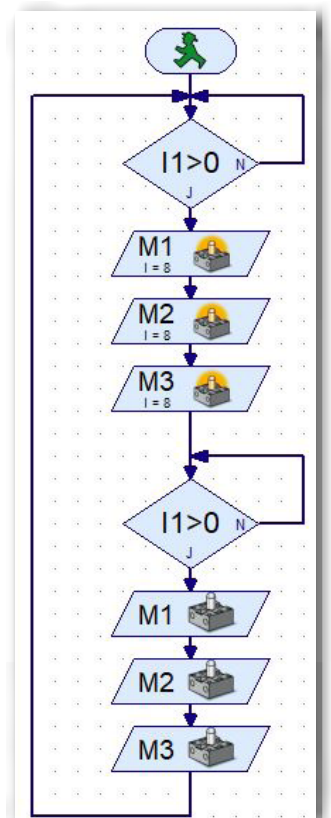 I1>0 N
J
M1
I = 8
M2
I = 8
M3
I = 8
I1>0 N
J
M1
M2
M3